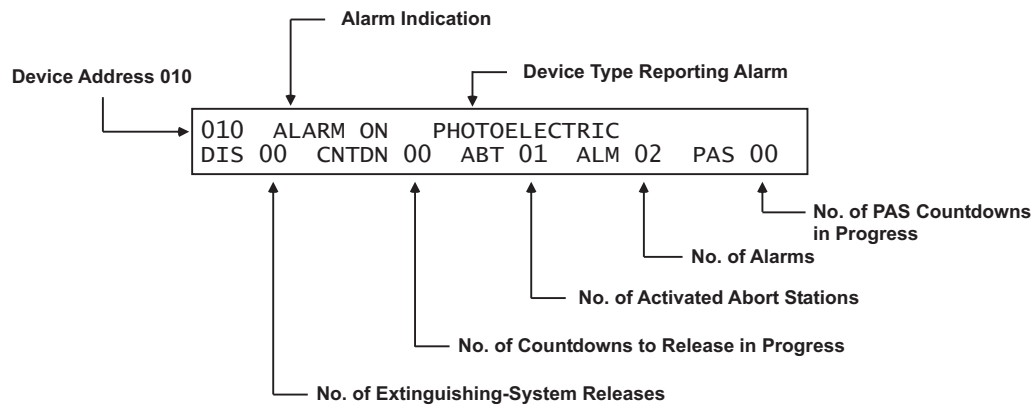 Alarm Indication
Device Address 010
Device Type Reporting Alarm
010 ALARM ON PHOTOELECTRIC
DIS 00 CNTDN 00 ABT 01 ALM 02 PAS 00
No. of PAS Countdowns
in Progress
No. of Alarms
No. of Activated Abort Stations
No. of Countdowns to Release in Progress
No. of Extinguishing-System Releases